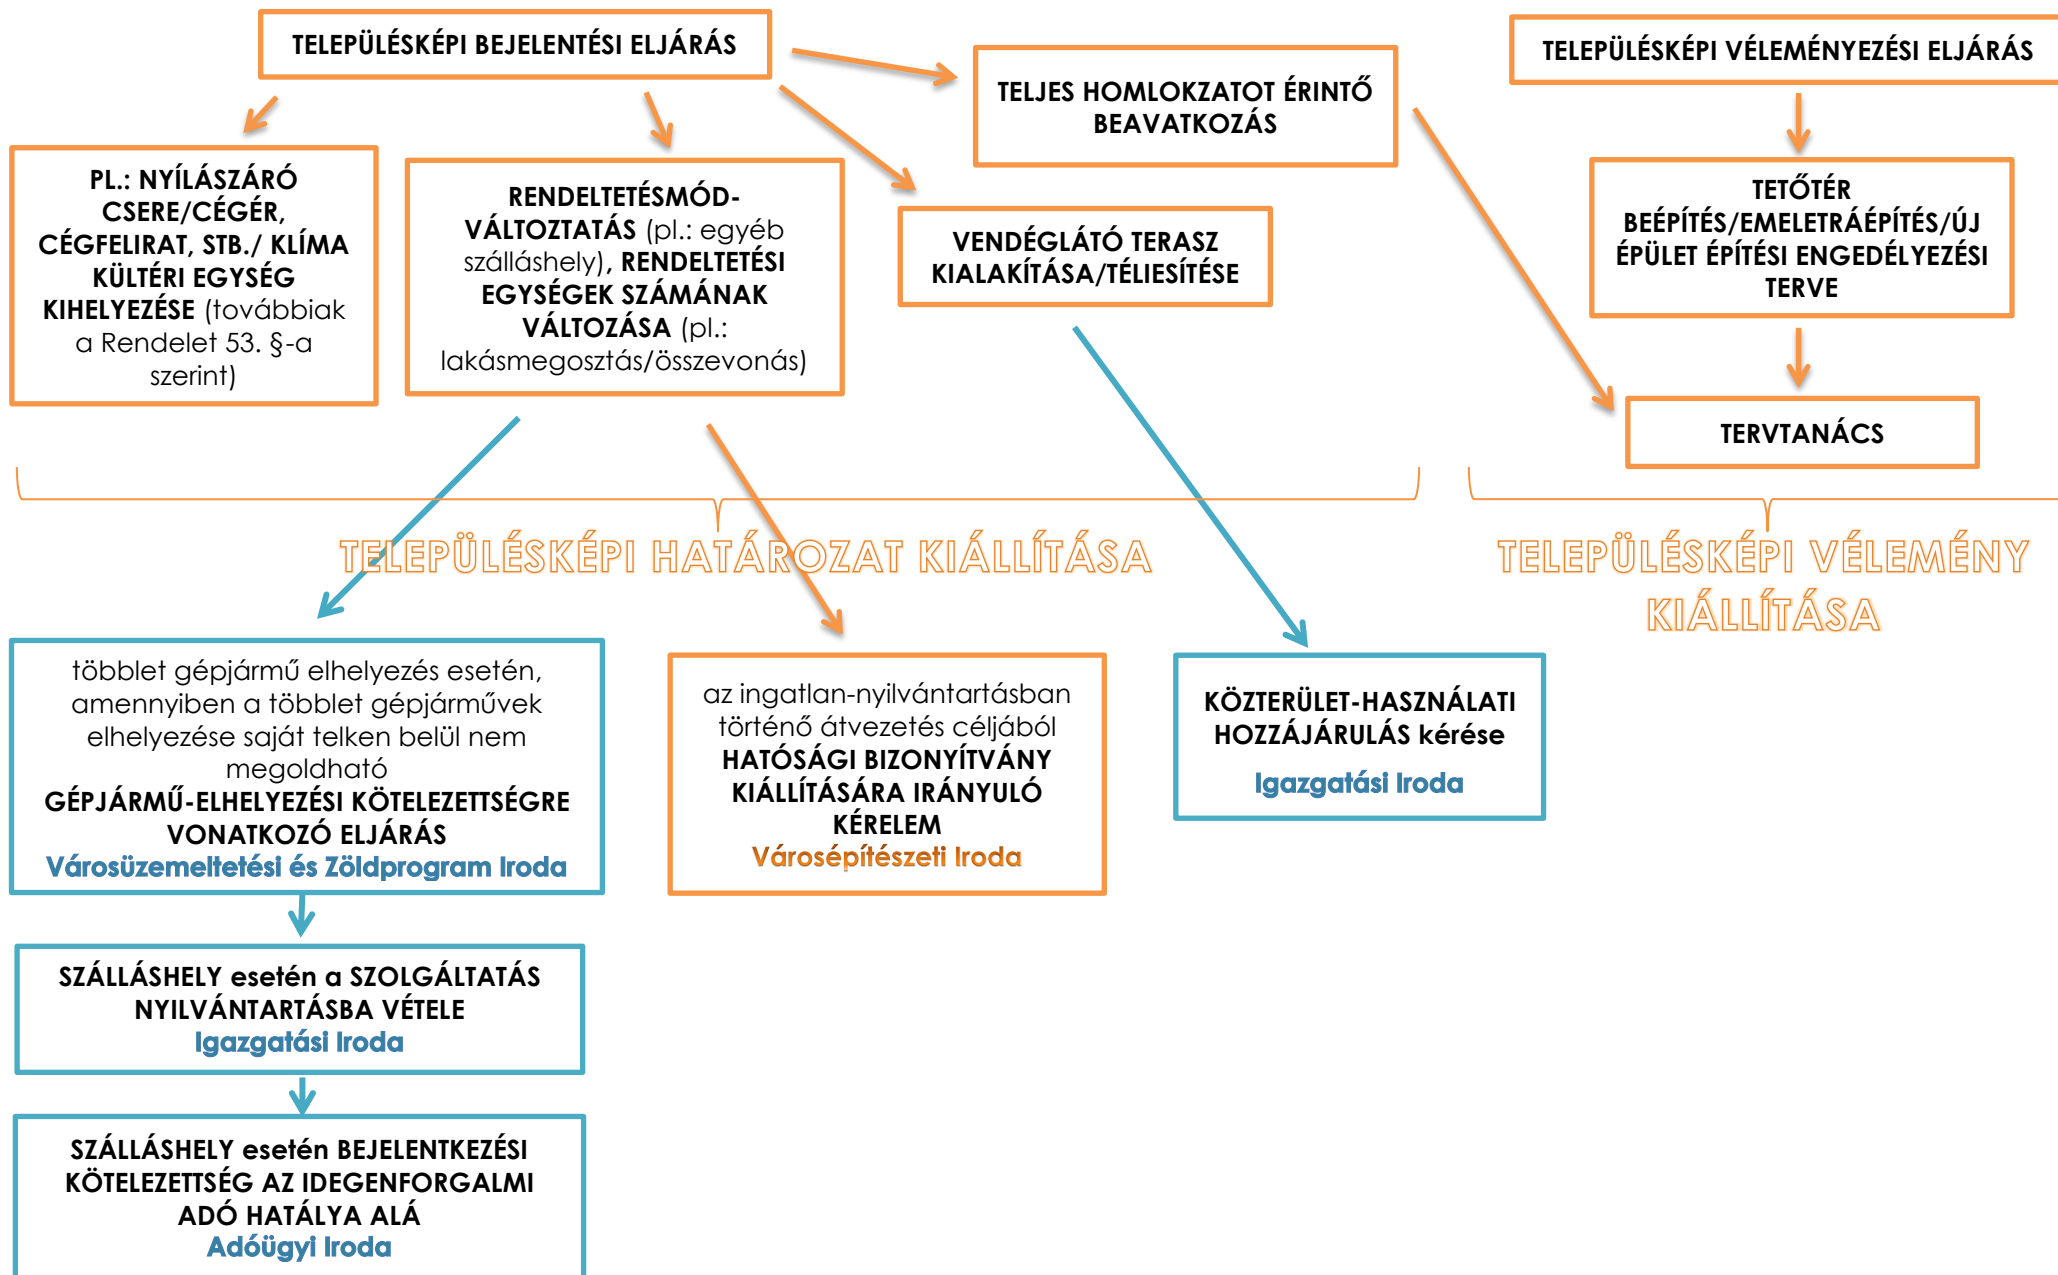 TELEPÜLÉSKÉPI BEJELENTÉSI ELJÁRÁS
TELJES HOMLOKZATOT ÉRINTŐ
BEAVATKOZÁS
TELEPÜLÉSKÉPI VÉLEMÉNYEZÉSI ELJÁRÁS
PL.: NYÍLÁSZÁRÓ
CSERE/CÉGÉR,
CÉGFELIRAT, STB./ KLÍMA
KÜLTÉRI EGYSÉG
KIHELYEZÉSE (továbbiak
a Rendelet 53. §-a
szerint)
RENDELTETÉSMÓD-
VÁLTOZTATÁS (pl.: egyéb
szálláshely), RENDELTETÉSI
EGYSÉGEK SZÁMÁNAK
VÁLTOZÁSA (pl.:
lakásmegosztás/összevonás)
VENDÉGLÁTÓ TERASZ
KIALAKÍTÁSA/TÉLIESÍTÉSE
TETŐTÉR
BEÉPÍTÉS/EMELETRÁÉPÍTÉS/ÚJ
ÉPÜLET ÉPÍTÉSI ENGEDÉLYEZÉSI
TERVE
TERVTANÁCS
TELEPÜLÉSKÉPI HATÁROZAT KIÁLLÍTÁSA
TELEPÜLÉSKÉPI VÉLEMÉNY
KIÁLLÍTÁSA
többlet gépjármű elhelyezés esetén,
amennyiben a többlet gépjárművek
elhelyezése saját telken belül nem
megoldható
GÉPJÁRMŰ-ELHELYEZÉSI KÖTELEZETTSÉGRE
VONATKOZÓ ELJÁRÁS
Városüzemeltetési és Zöldprogram Iroda
az ingatlan-nyilvántartásban
történő átvezetés céljából
HATÓSÁGI BIZONYÍTVÁNY
KIÁLLÍTÁSÁRA IRÁNYULÓ
KÉRELEM
Városépítészeti Iroda
KÖZTERÜLET-HASZNÁLATI
HOZZÁJÁRULÁS kérése
Igazgatási Iroda
SZÁLLÁSHELY esetén a SZOLGÁLTATÁS
NYILVÁNTARTÁSBA VÉTELE
Igazgatási Iroda
SZÁLLÁSHELY esetén BEJELENTKEZÉSI
KÖTELEZETTSÉG AZ IDEGENFORGALMI
ADÓ HATÁLYA ALÁ
Adóügyi Iroda